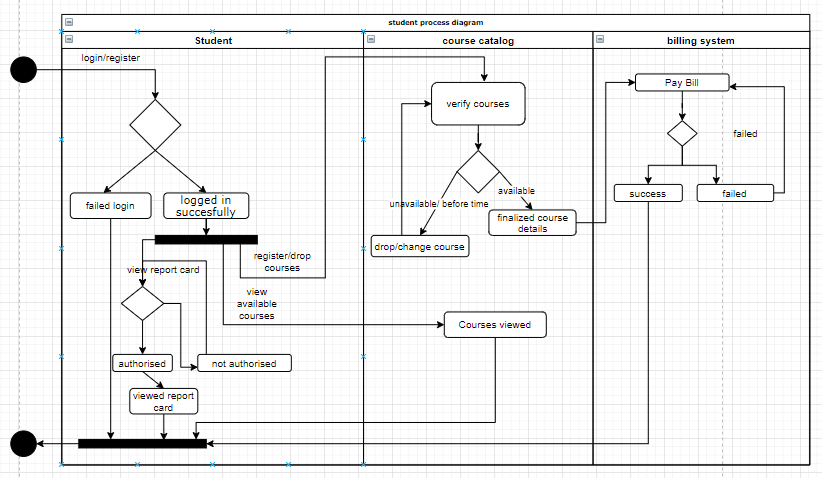 student process diagram
Student
course catalog
billing system
login/register
failed login
logged in
succesfully
view report card
register/drop
courses
view
available
courses
authorised
not authorised
viewed report
card
verify courses
available
unavailable/ before time
finalized course
details
drop/change course
Courses viewed
Pay Bill
failed
success
failed